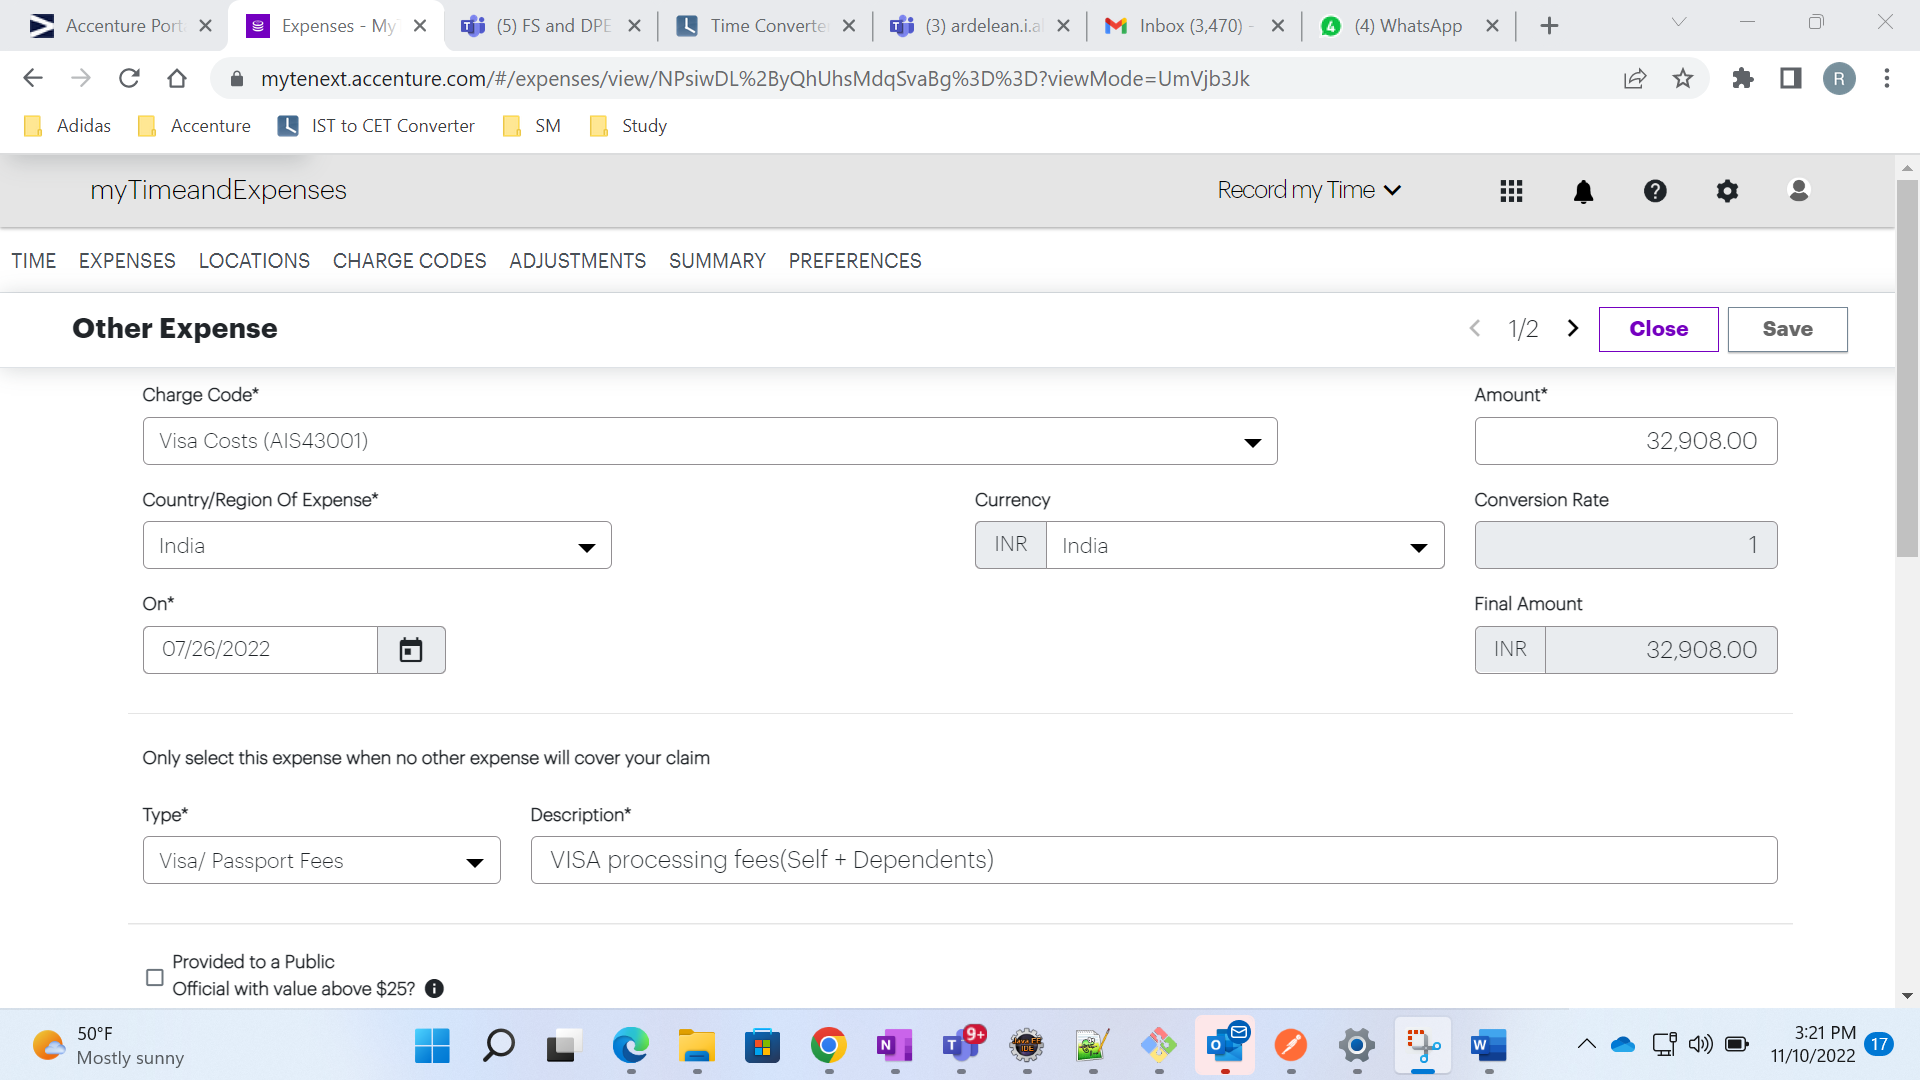 Accenture Port
Expenses - My
(5) FS and DPE
Time Converte
(3) ardelean.i.a
Inbox (3,470) -
(4) WhatsApp
mytenext.accenture.com/#/expenses/view/NPsiwDL%2ByQhUhsMdqSvaBg%3D%3D?viewMode=UmVjb3Jk
R
Adidas
Accenture
IST to CET Converter
SM
Study
myTimeandExpenses
Record my Time
TIME
EXPENSES
LOCATIONS
CHARGE CODES
ADJUSTMENTS
SUMMARY
PREFERENCES
Other Expense
1/2
Close
Save
Charge Code*
Amount*
Visa Costs (AIS43001)
32,908.00
Country/Region Of Expense*
Currency
Conversion Rate
India
INR
India
1
On*
Final Amount
07/26/2022
INR
32,908.00
Only select this expense when no other expense will cover your claim
Type*
Description*
Visa/ Passport Fees
VISA processing fees(Self + Dependents)
Provided to a Public
Official with value above $25?
50°F
Mostly sunny
9+
3:21 PM
11/10/2022
17